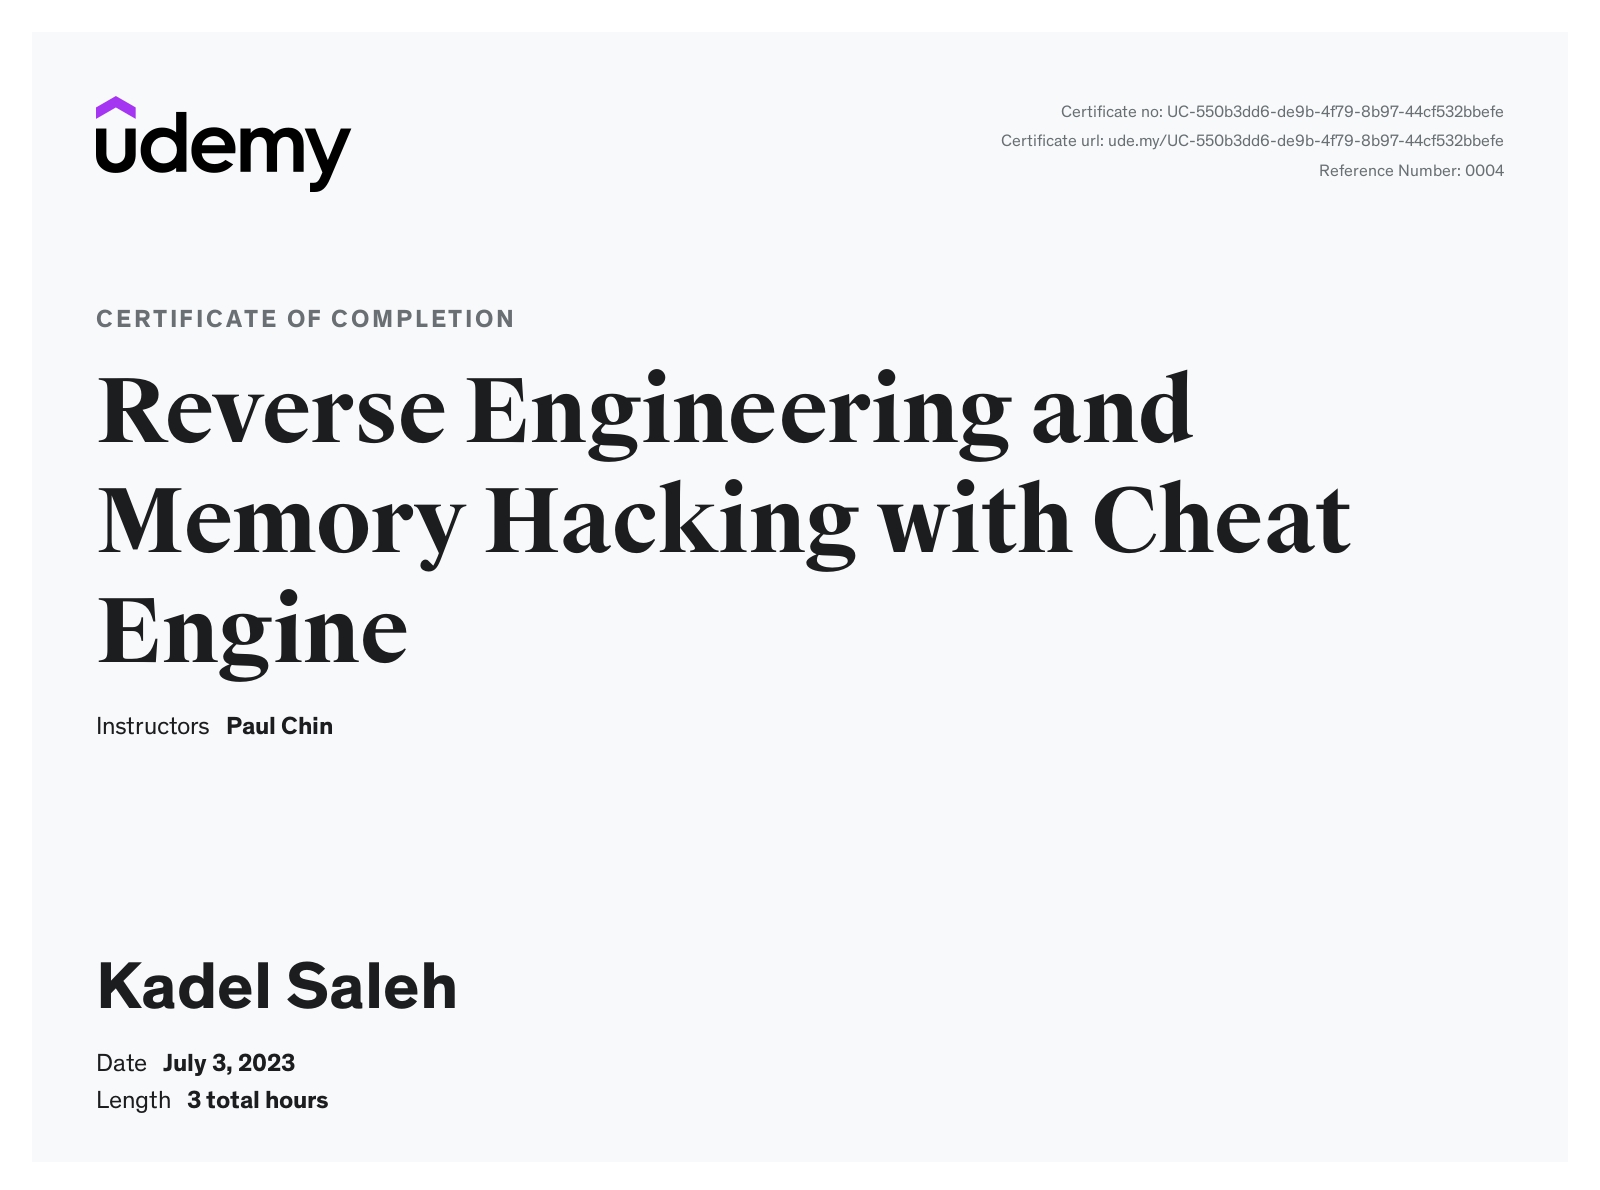 udemy
Certificate no: UC-550b3dd6-de9b-4f79-8b97-44cf532bbefe
Certificate url: ude.my/UC-550b3dd6-de9b-4f79-8b97-44cf532bbefe
Reference Number: 0004
CERTIFICATE OF COMPLETION
Reverse Engineering and
Memory Hacking with Cheat
Engine
Instructors Paul Chin
Kadel Saleh
Date July 3, 2023
Length 3 total hours